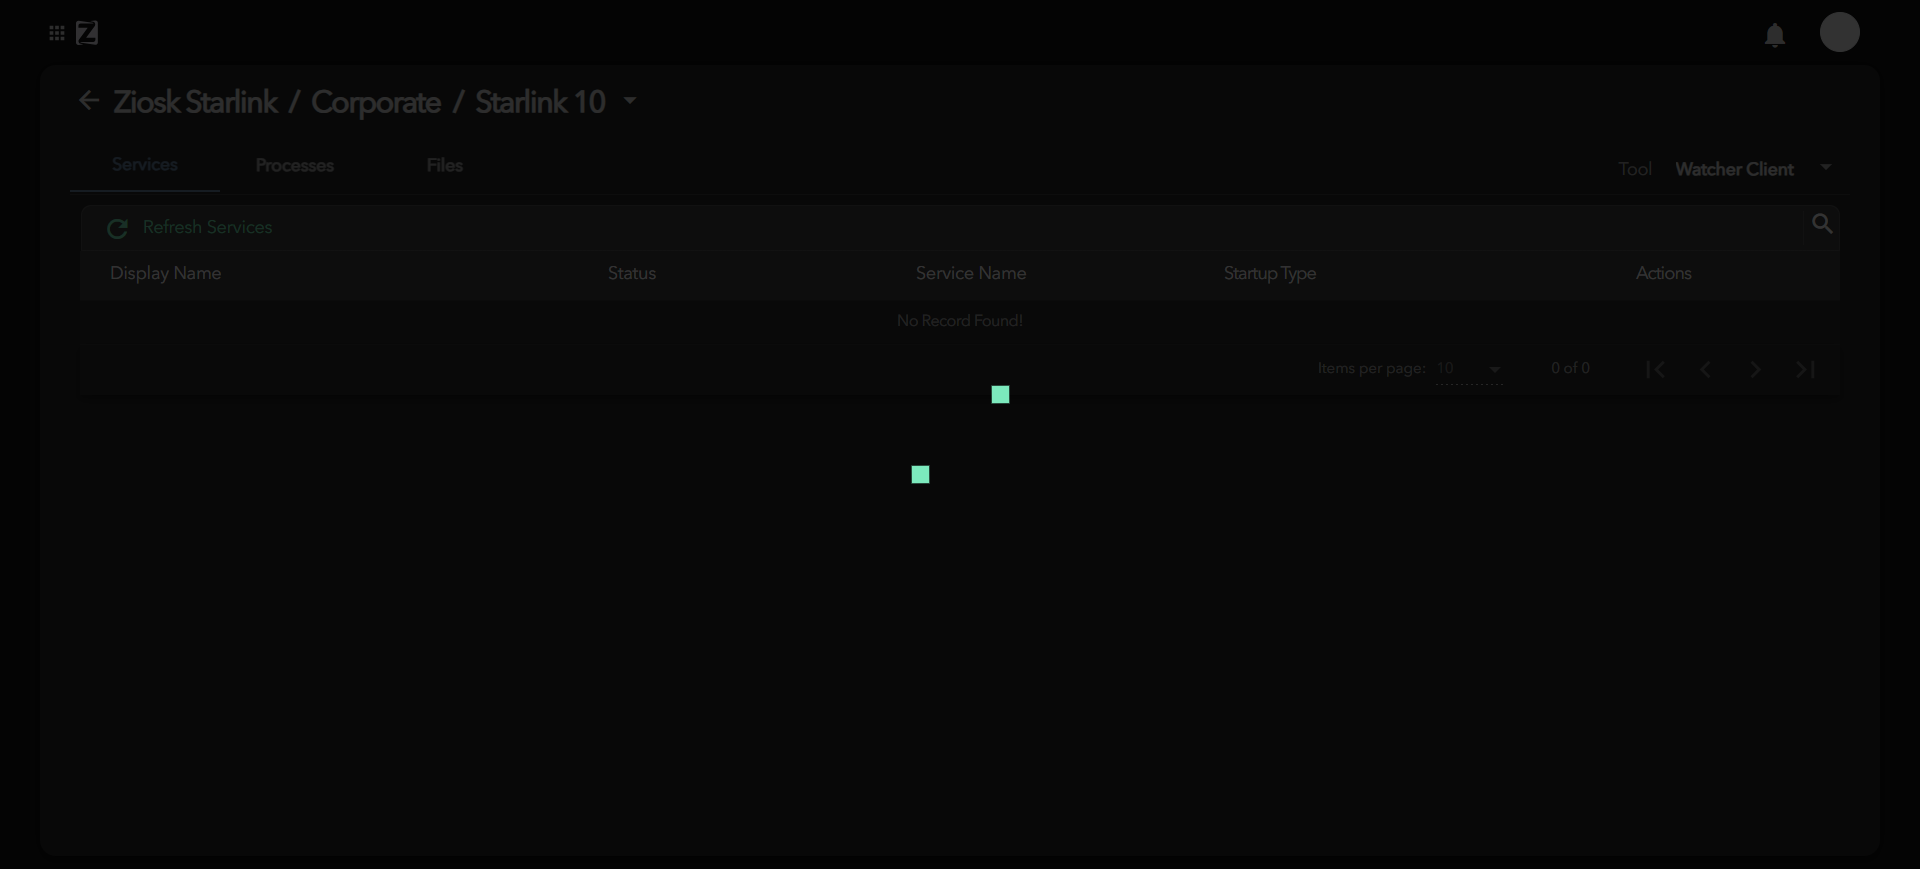 Z
Ziosk Starlink / Corporate / Starlink 10
Services Processes Files Tool Watcher Client
Refresh Services
Display Name Status Service Name Startup Type Actions
No Record Found!
Items per page: 10 0 of 0